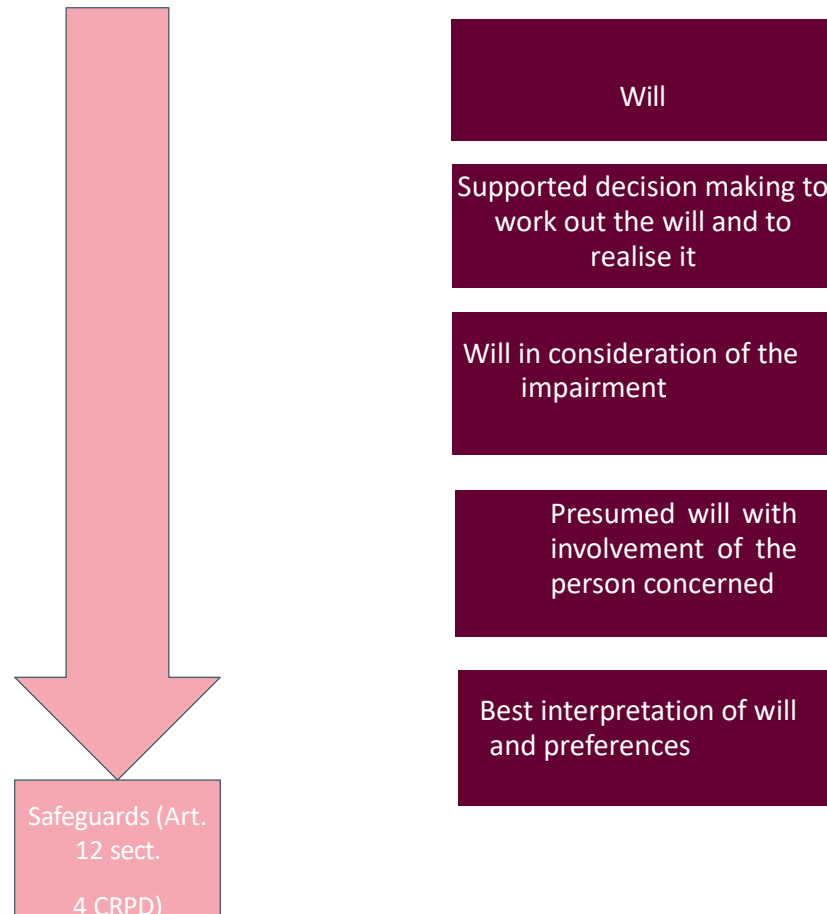 Will
Supported decision making to
work out the will and to
realise it
Will in consideration of the
impairment
Presumed will with
involvement of the
person concerned
Best interpretation of will
and preferences
Safeguards (Art.
12 sect.
4 CRPD)